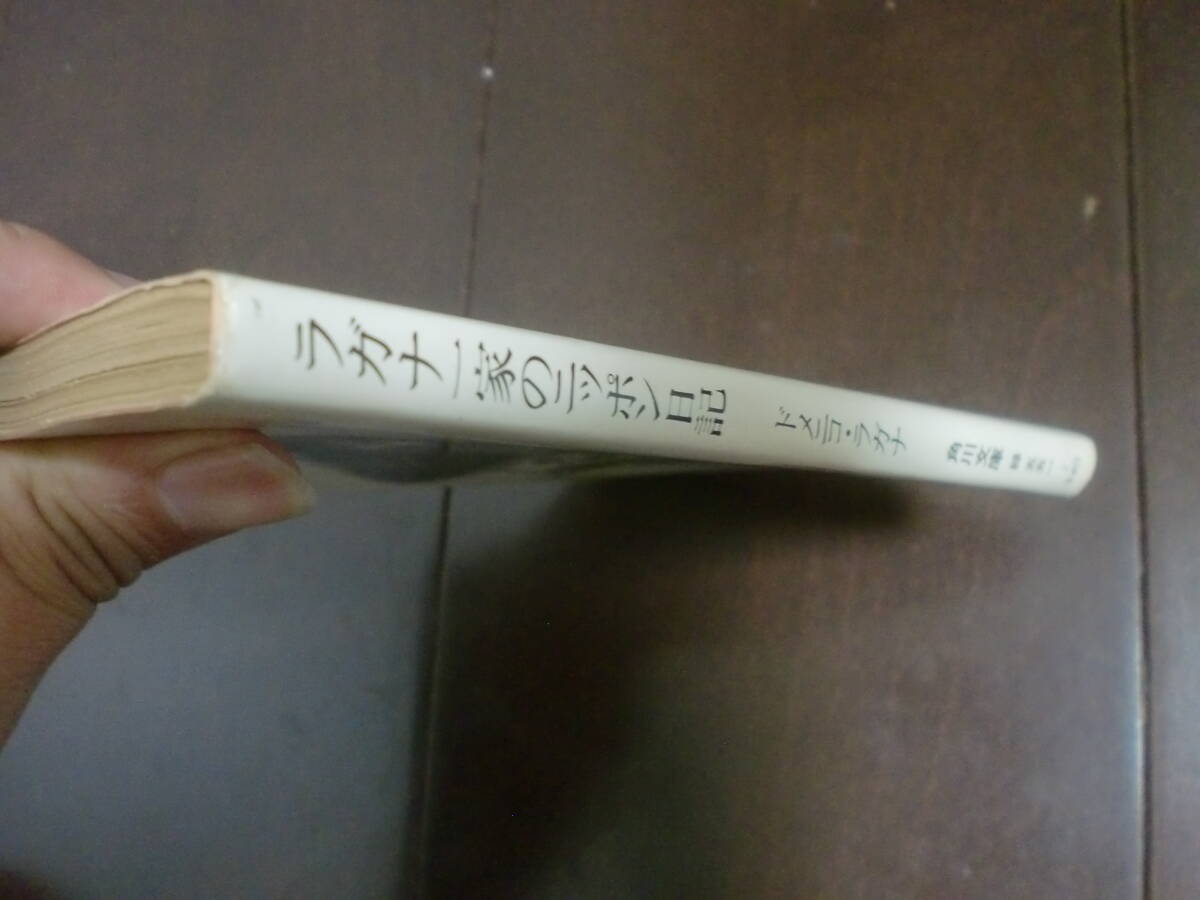 ラガナ一家のニッポン日記
ドメニコ・ラガナ
角川文庫